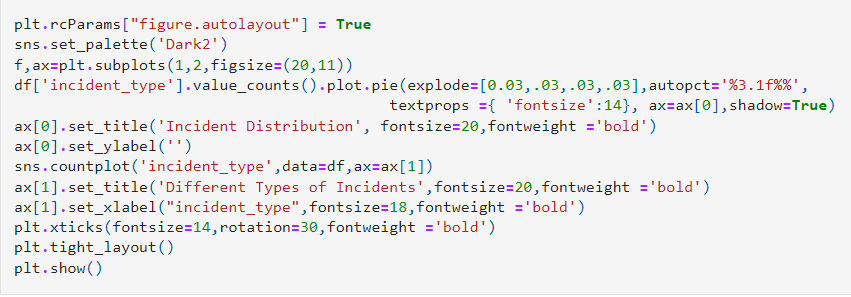 plt.rcParams["figure.autolayout"] = True
sns.set_palette('Dark2')
f,ax=plt.subplots(1,2,figsize=(20,11))
df['incident_type'].value_counts().plot.pie(explode=[0.03,.03,.03,.03],autopct='%3.1f%%',
                                            textprops ={ 'fontsize':14}, ax=ax[0],shadow=True)
ax[0].set_title('Incident Distribution', fontsize=20,fontweight ='bold')
ax[0].set_ylabel('')
sns.countplot('incident_type',data=df,ax=ax[1])
ax[1].set_title('Different Types of Incidents',fontsize=20,fontweight ='bold')
ax[1].set_xlabel("incident_type",fontsize=18,fontweight ='bold')
plt.xticks(fontsize=14,rotation=30,fontweight ='bold')
plt.tight_layout()
plt.show()